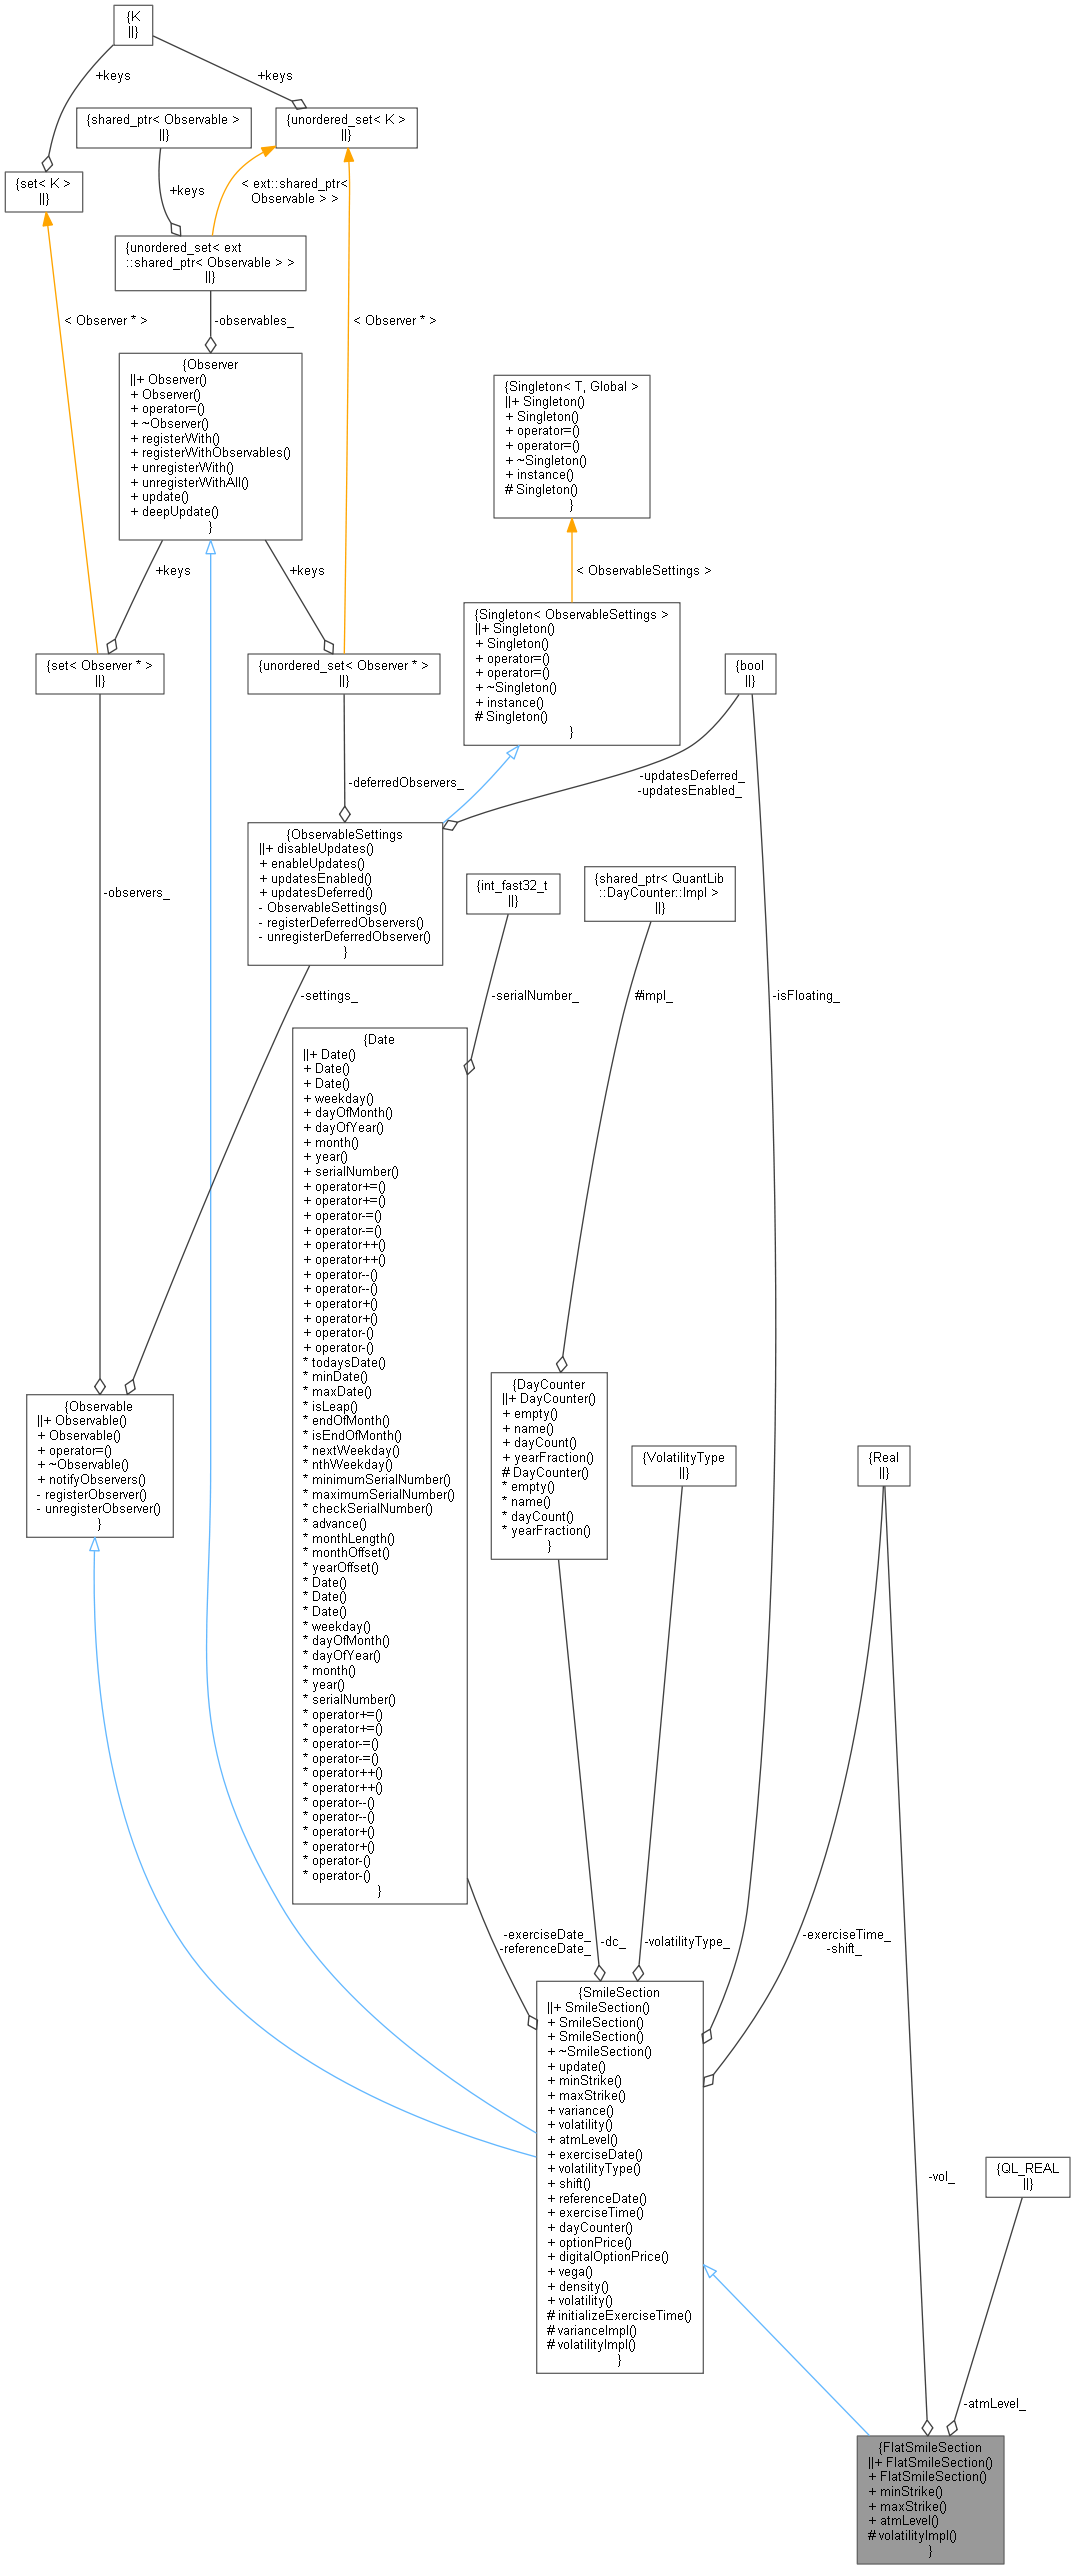 {K
||}
+keys
+keys
{shared_ptr< Observable >
||}
{unordered_set< K >
||}
{set< K >
||}
+keys
< ext::shared_ptr<
Observable > >
{unordered_set< ext
::shared_ptr< Observable > >
||}
< Observer * >
-observables_
< Observer * >
{Observer
||+ Observer()
+ Observer()
+ operator=()
+ ~Observer()
+ registerWith()
+ registerWithObservables()
+ unregisterWith()
+ unregisterWithAll()
+ update()
+ deepUpdate()
}
{Singleton< T, Global >
||+ Singleton()
+ Singleton()
+ operator=()
+ operator=()
+ ~Singleton()
+ instance()
# Singleton()
}
+keys
+keys
< ObservableSettings >
{set< Observer * >
||}
{unordered_set< Observer * >
||}
{Singleton< ObservableSettings >
||+ Singleton()
+ Singleton()
+ operator=()
+ operator=()
+ ~Singleton()
+ instance()
# Singleton()
}
{bool
||}
-deferredObservers_
-updatesDeferred_
-updatesEnabled_
-observers_
{ObservableSettings
||+ disableUpdates()
+ enableUpdates()
+ updatesEnabled()
+ updatesDeferred()
- ObservableSettings()
- registerDeferredObservers()
- unregisterDeferredObserver()
}
{int_fast32_t
||}
{shared_ptr< QuantLib
::DayCounter::Impl >
||}
-settings_
-serialNumber_
#impl_
-isFloating_
{Date
||+ Date()
+ Date()
+ Date()
+ weekday()
+ dayOfMonth()
+ dayOfYear()
+ month()
+ year()
+ serialNumber()
+ operator+=()
+ operator+=()
+ operator-=()
+ operator-=()
+ operator++()
+ operator++()
+ operator--()
+ operator--()
+ operator+()
+ operator+()
+ operator-()
+ operator-()
* todaysDate()
* minDate()
* maxDate()
* isLeap()
* endOfMonth()
* isEndOfMonth()
* nextWeekday()
* nthWeekday()
* minimumSerialNumber()
* maximumSerialNumber()
* checkSerialNumber()
* advance()
* monthLength()
* monthOffset()
* yearOffset()
* Date()
* Date()
* Date()
* weekday()
* dayOfMonth()
* dayOfYear()
* month()
* year()
* serialNumber()
* operator+=()
* operator+=()
* operator-=()
* operator-=()
* operator++()
* operator++()
* operator--()
* operator--()
* operator+()
* operator+()
* operator-()
* operator-()
}
{Observable
||+ Observable()
+ Observable()
+ operator=()
+ ~Observable()
+ notifyObservers()
- registerObserver()
- unregisterObserver()
}
{DayCounter
||+ DayCounter()
+ empty()
+ name()
+ dayCount()
+ yearFraction()
# DayCounter()
* empty()
* name()
* dayCount()
* yearFraction()
}
{VolatilityType
||}
{Real
||}
-exerciseDate_
-referenceDate_
-dc_
-volatilityType_
-exerciseTime_
-shift_
{SmileSection
||+ SmileSection()
+ SmileSection()
+ SmileSection()
+ ~SmileSection()
+ update()
+ minStrike()
+ maxStrike()
+ variance()
+ volatility()
+ atmLevel()
+ exerciseDate()
+ volatilityType()
+ shift()
+ referenceDate()
+ exerciseTime()
+ dayCounter()
+ optionPrice()
+ digitalOptionPrice()
+ vega()
+ density()
+ volatility()
# initializeExerciseTime()
# varianceImpl()
# volatilityImpl()
}
-vol_
{QL_REAL
||}
-atmLevel_
{FlatSmileSection
||+ FlatSmileSection()
+ FlatSmileSection()
+ minStrike()
+ maxStrike()
+ atmLevel()
# volatilityImpl()
}